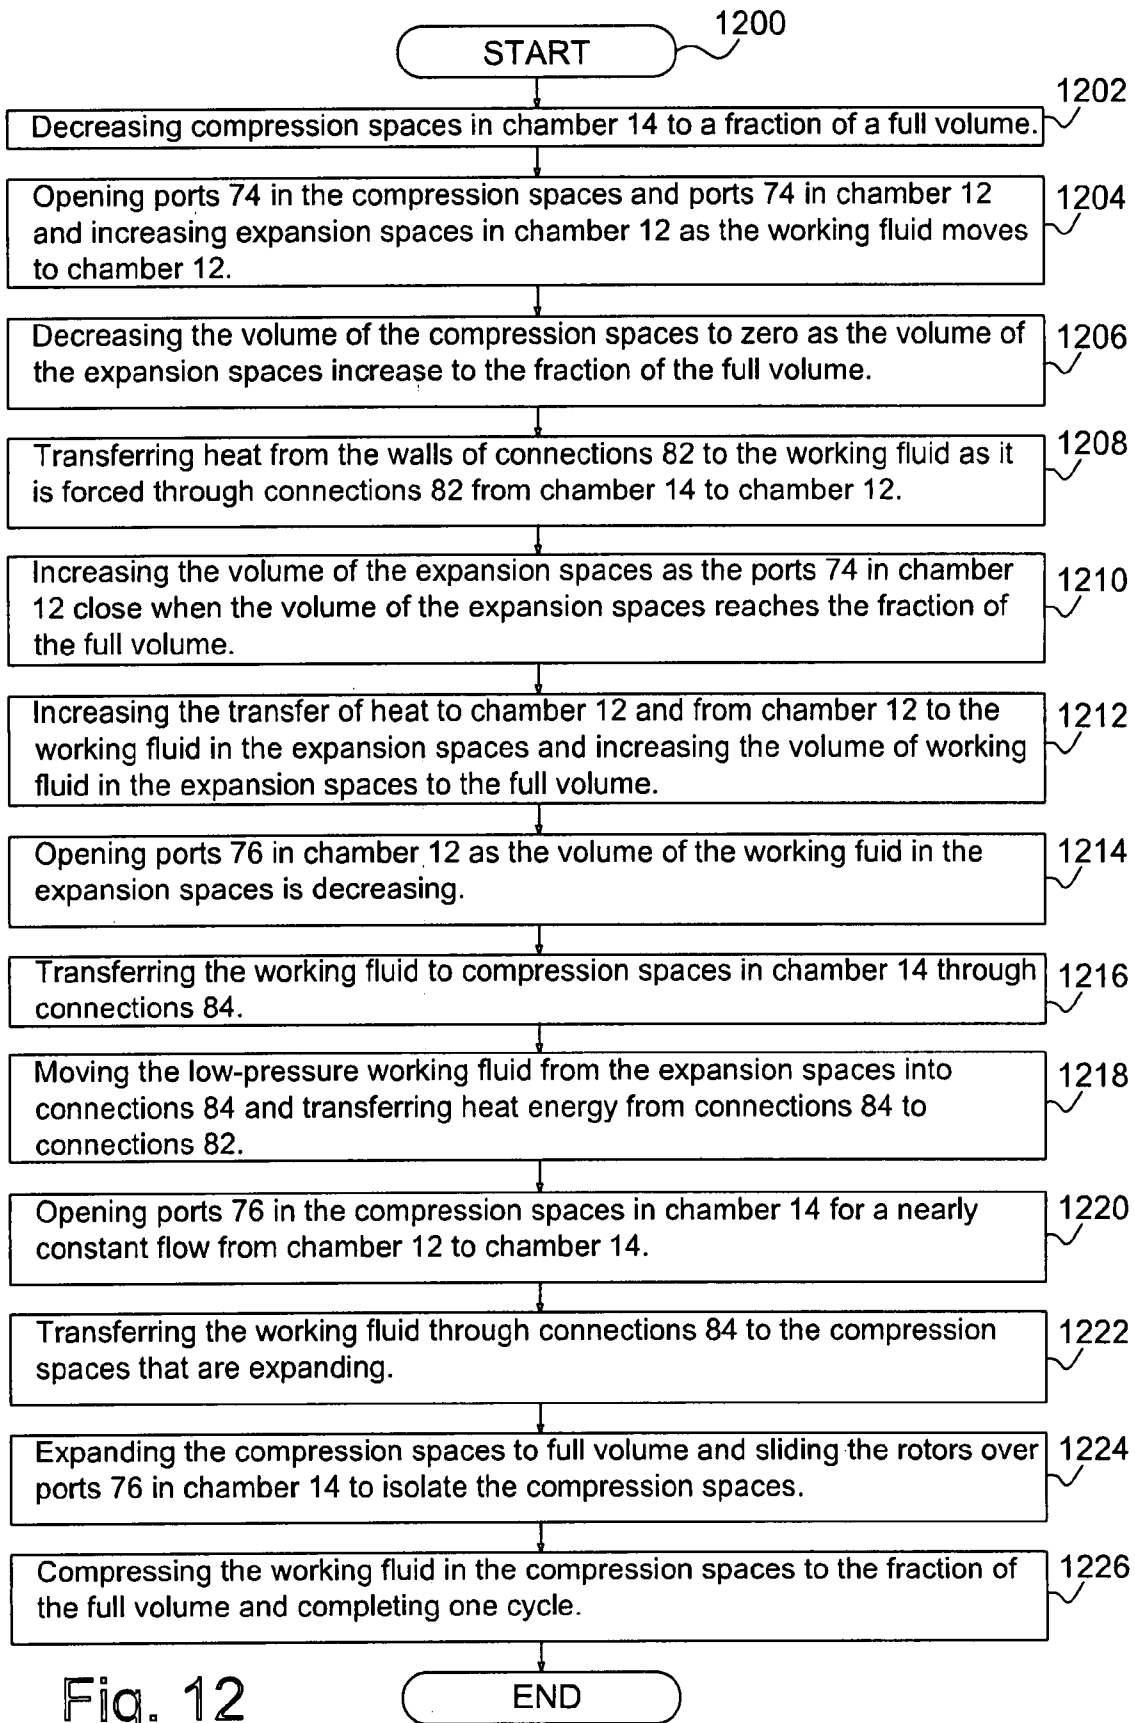 START
1200
Decreasing compression spaces in chamber 14 to a fraction of a full volume.
1202
Opening ports 74 in the compression spaces and ports 74 in chamber 12
and increasing expansion spaces in chamber 12 as the working fluid moves
to chamber 12.
1204
Decreasing the volume of the compression spaces to zero as the volume of
the expansion spaces increase to the fraction of the full volume.
1206
Transferring heat from the walls of connections 82 to the working fluid as it
is forced through connections 82 from chamber 14 to chamber 12.
1208
Increasing the volume of the expansion spaces as the ports 74 in chamber
12 close when the volume of the expansion spaces reaches the fraction of
the full volume.
1210
Increasing the transfer of heat to chamber 12 and from chamber 12 to the
working fluid in the expansion spaces and increasing the volume of working
fluid in the expansion spaces to the full volume.
1212
Opening ports 76 in chamber 12 as the volume of the working fuid in the
expansion spaces is decreasing.
1214
Transferring the working fluid to compression spaces in chamber 14 through
connections 84.
1216
Moving the low-pressure working fluid from the expansion spaces into
connections 84 and transferring heat energy from connections 84 to
connections 82.
1218
Opening ports 76 in the compression spaces in chamber 14 for a nearly
constant flow from chamber 12 to chamber 14.
1220
Transferring the working fluid through connections 84 to the compression
spaces that are expanding.
1222
Expanding the compression spaces to full volume and sliding the rotors over
ports 76 in chamber 14 to isolate the compression spaces.
1224
Compressing the working fluid in the compression spaces to the fraction of
the full volume and completing one cycle.
1226
END
Fig. 12